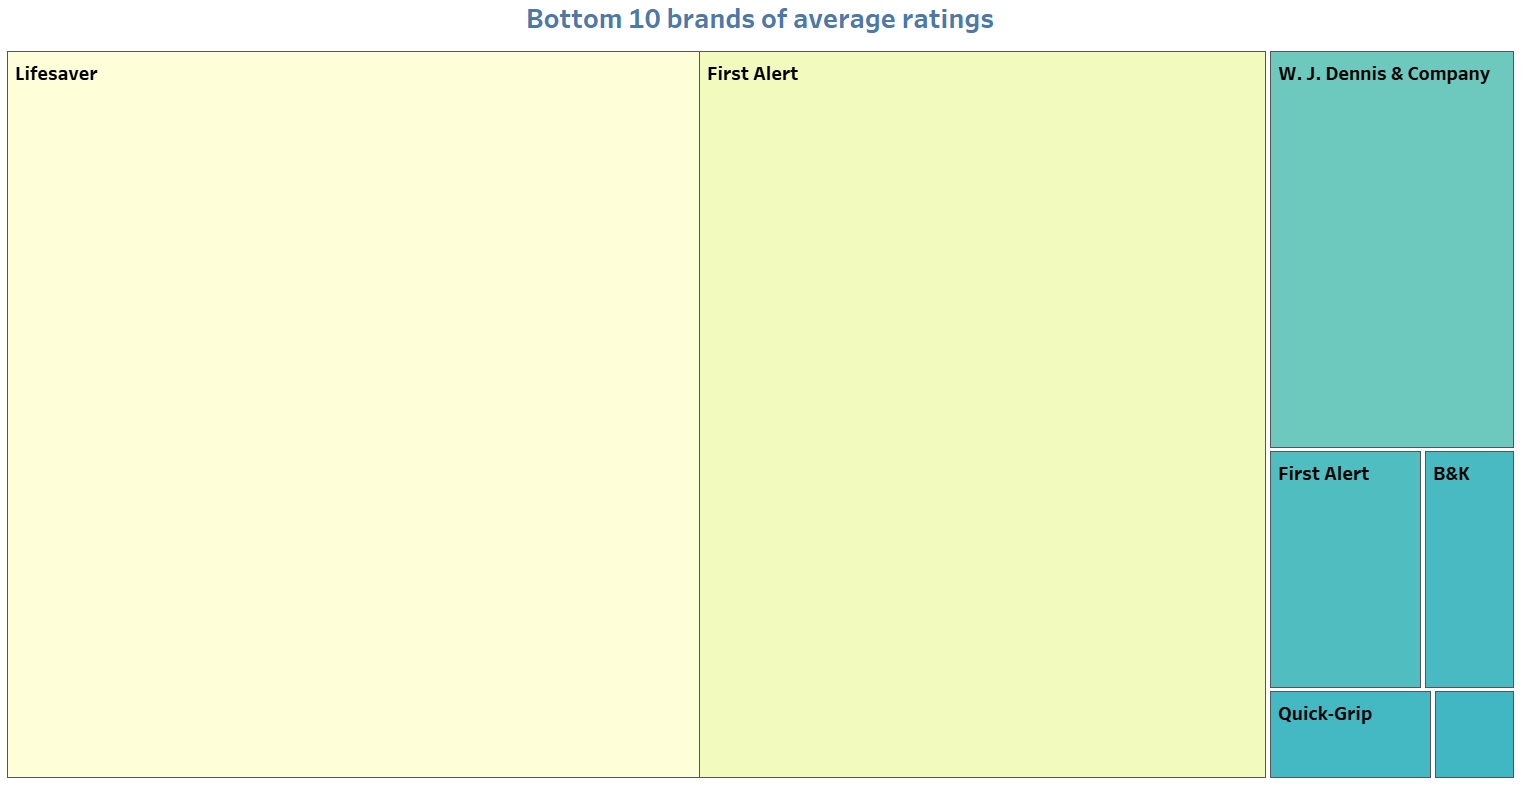 Bottom 10 brands of average ratings
Lifesaver
First Alert
W. J. Dennis & Company
First Alert
B&K
Quick-Grip